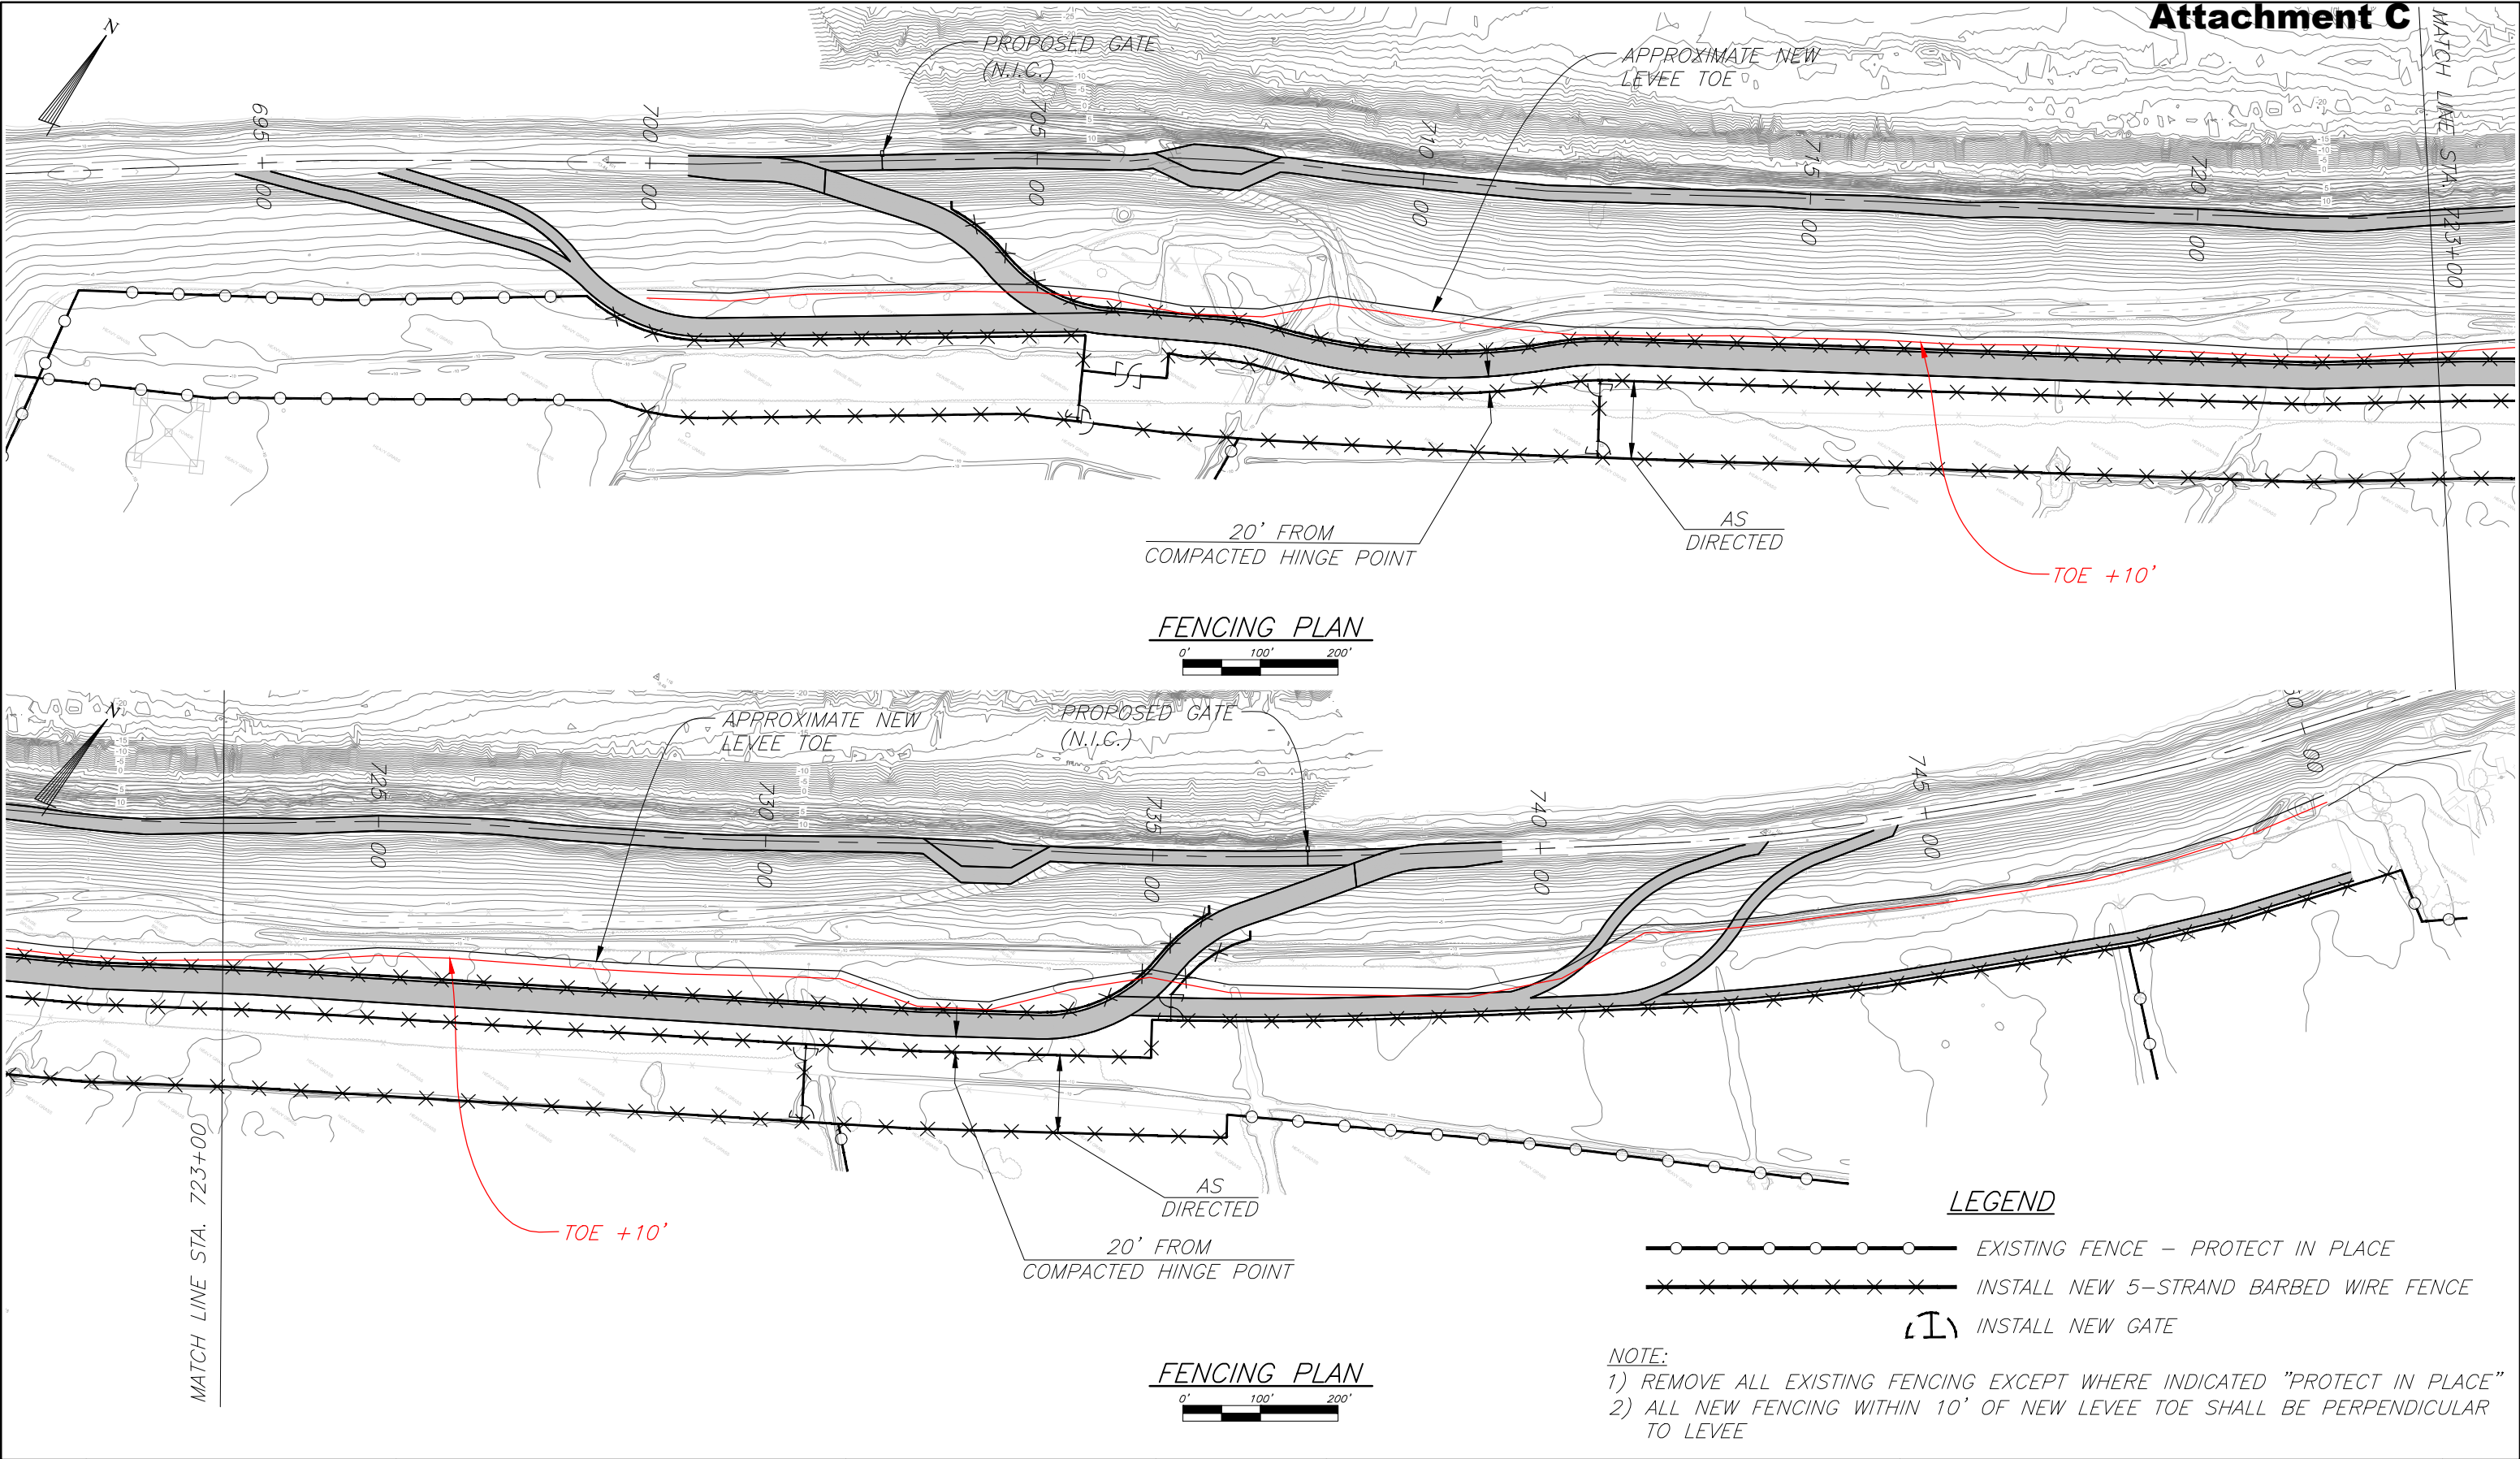 Attachment C
N
PROPOSED GATE
(N.I.C.)
APPROXIMATE NEW
LEVEE TOE
MATCH LINE STA. 723+00
695
00
700
00
705
00
710
00
715
00
720
00
20' FROM
COMPACTED HINGE POINT
AS
DIRECTED
TOE +10'
FENCING PLAN
0' 100' 200'
N
APPROXIMATE NEW
LEVEE TOE
PROPOSED GATE
(N.I.C.)
725
00
730
00
735
00
740
00
745
00
50
00
MATCH LINE STA. 723+00
TOE +10'
AS
DIRECTED
20' FROM
COMPACTED HINGE POINT
FENCING PLAN
0' 100' 200'
LEGEND
EXISTING FENCE – PROTECT IN PLACE
INSTALL NEW 5–STRAND BARBED WIRE FENCE
INSTALL NEW GATE
NOTE:
1) REMOVE ALL EXISTING FENCING EXCEPT WHERE INDICATED "PROTECT IN PLACE"
2) ALL NEW FENCING WITHIN 10' OF NEW LEVEE TOE SHALL BE PERPENDICULAR
TO LEVEE